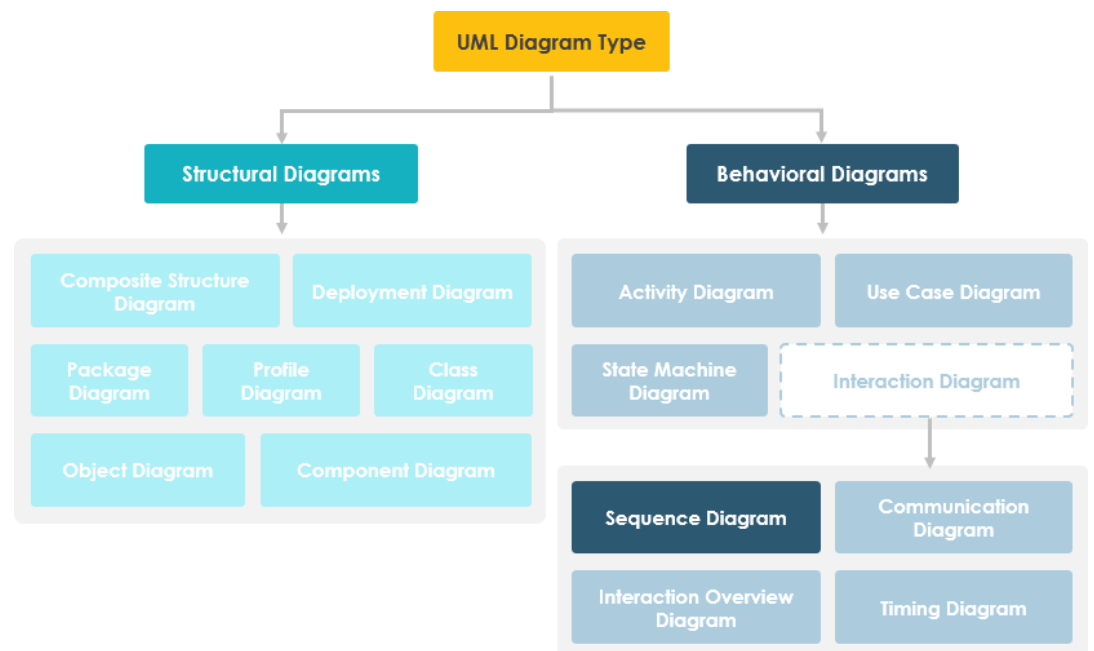 UML Diagram Type
Structural Diagrams
Behavioral Diagrams
Composite Structure
Diagram
Deployment Diagram
Package
Diagram
Profile
Diagram
Class
Diagram
Object Diagram
Component Diagram
Activity Diagram
Use Case Diagram
State Machine
Diagram
Interaction Diagram
Sequence Diagram
Communication
Diagram
Interaction Overview
Diagram
Timing Diagram